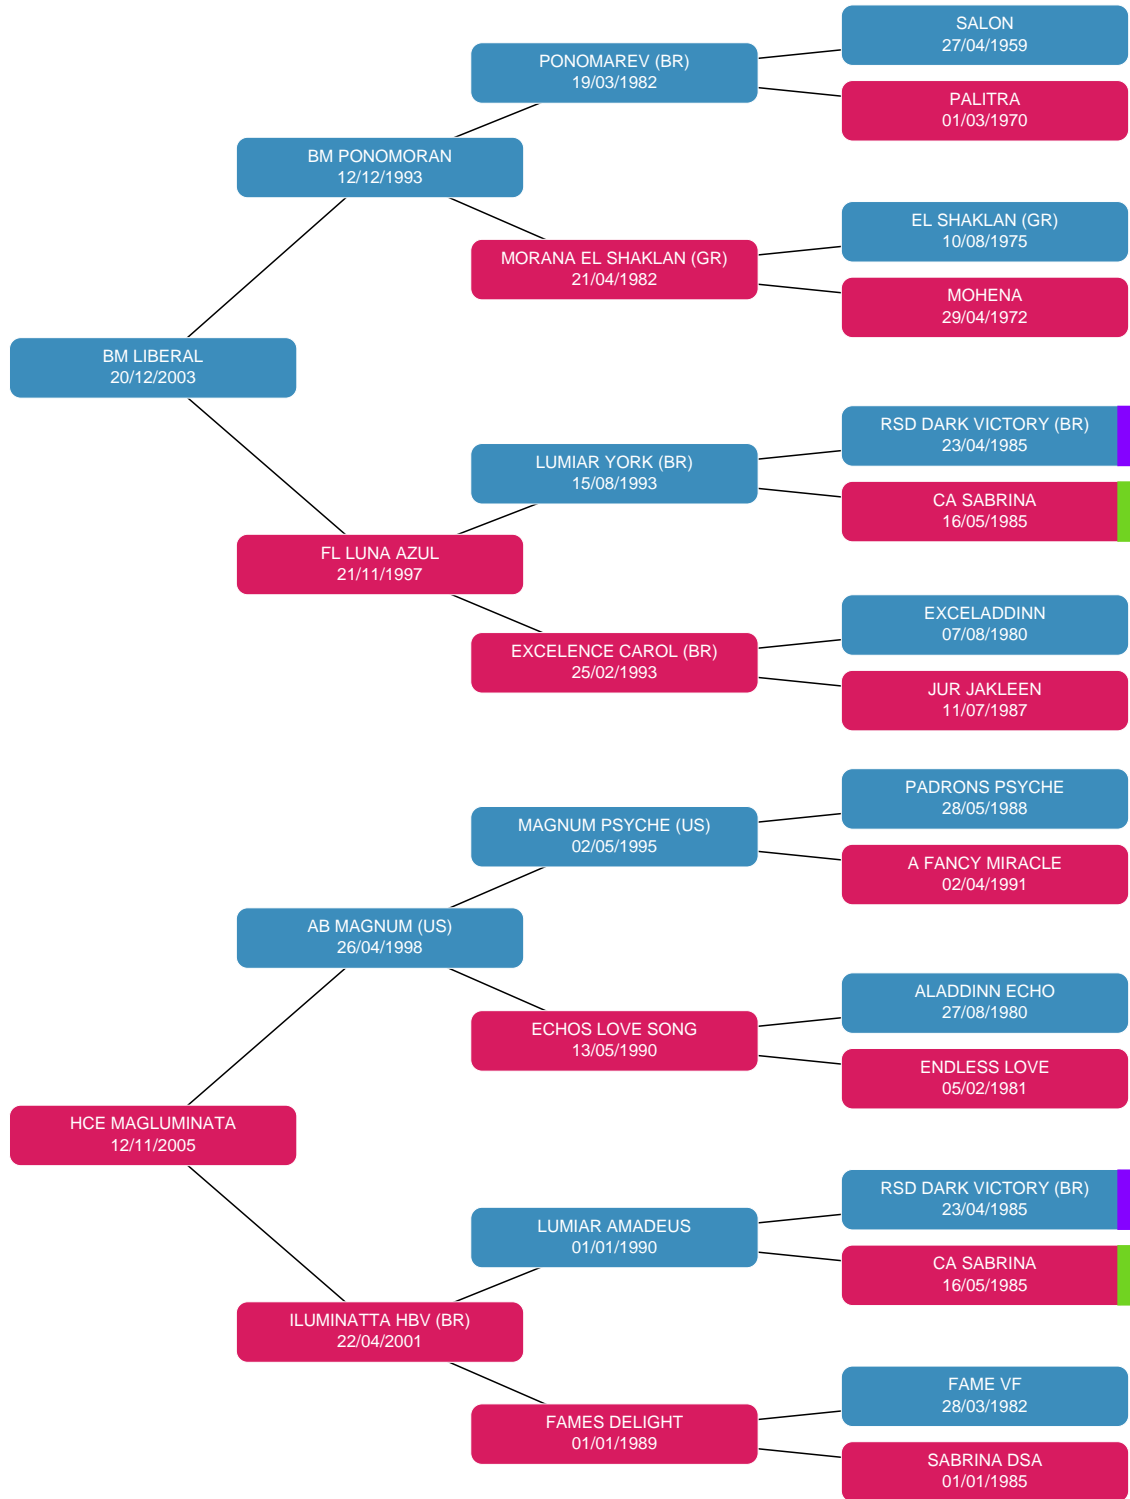 SALON
27/04/1959
PONOMAREV (BR)
19/03/1982
PALITRA
01/03/1970
BM PONOMORAN
12/12/1993
EL SHAKLAN (GR)
10/08/1975
MORANA EL SHAKLAN (GR)
21/04/1982
MOHENA
29/04/1972
BM LIBERAL
20/12/2003
RSD DARK VICTORY (BR)
23/04/1985
LUMIAR YORK (BR)
15/08/1993
CA SABRINA
16/05/1985
FL LUNA AZUL
21/11/1997
EXCELADDINN
07/08/1980
EXCELENCE CAROL (BR)
25/02/1993
JUR JAKLEEN
11/07/1987
PADRONS PSYCHE
28/05/1988
MAGNUM PSYCHE (US)
02/05/1995
A FANCY MIRACLE
02/04/1991
AB MAGNUM (US)
26/04/1998
ALADDINN ECHO
27/08/1980
ECHOS LOVE SONG
13/05/1990
ENDLESS LOVE
05/02/1981
HCE MAGLUMINATA
12/11/2005
RSD DARK VICTORY (BR)
23/04/1985
LUMIAR AMADEUS
01/01/1990
CA SABRINA
16/05/1985
ILUMINATTA HBV (BR)
22/04/2001
FAME VF
28/03/1982
FAMES DELIGHT
01/01/1989
SABRINA DSA
01/01/1985